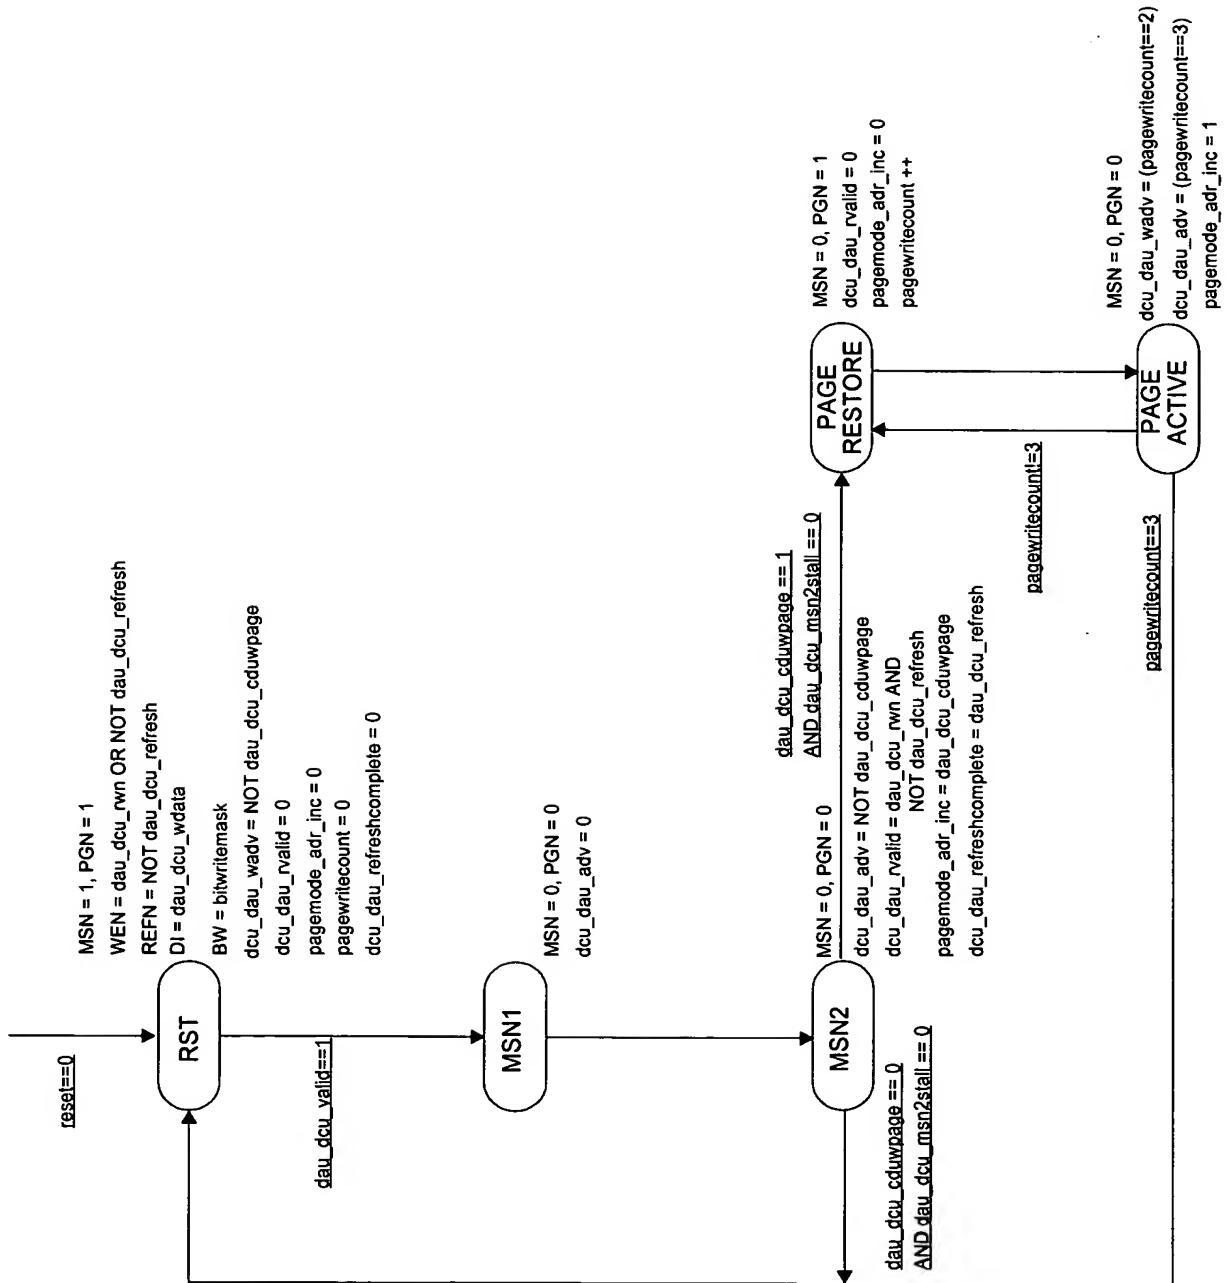 reset==0
RST
MSN = 1, PGN = 1
WEN = dau_dcu_rwn OR NOT dau_dcu_refresh
REFN = NOT dau_dcu_refresh
DI = dau_dcu_wdata
BW = bitwritemask
dcu_dau_wadv = NOT dau_dcu_cduwpage
dcu_dau_rvalid = 0
pagemode_adr_inc = 0
pagewritecount = 0
dcu_dau_refreshcomplete = 0
dau_dcu_valid==1
MSN1
MSN = 0, PGN = 0
dcu_dau_adv = 0
MSN2
MSN = 0, PGN = 0
dcu_dau_adv = NOT dau_dcu_cduwpage
dcu_dau_rvalid = dau_dcu_rwn AND
NOT dau_dcu_refresh
pagemode_adr_inc = dau_dcu_cduwpage
dcu_dau_refreshcomplete = dau_dcu_refresh
dau_dcu_cduwpage == 0
AND dau_dcu_msn2stall == 0
dau_dcu_cduwpage == 1
AND dau_dcu_msn2stall == 0
PAGE
RESTORE
MSN = 0, PGN = 1
dcu_dau_rvalid = 0
pagemode_adr_inc = 0
pagewritecount ++
pagewritecount!=3
pagewritecount==3
PAGE
ACTIVE
MSN = 0, PGN = 0
dcu_dau_wadv = (pagewritecount==2)
dcu_dau_adv = (pagewritecount==3)
pagemode_adr_inc = 1